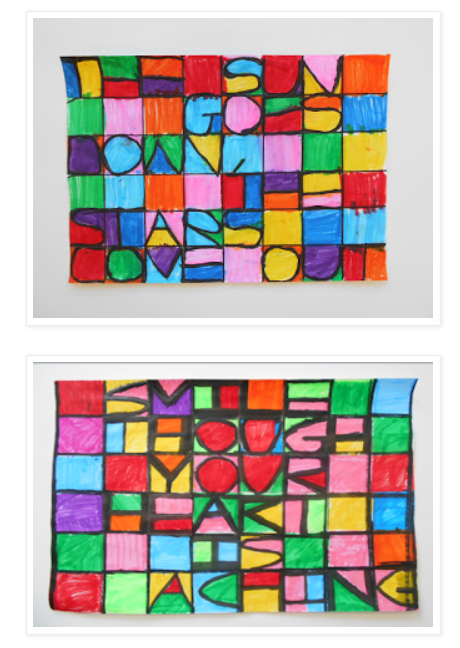 THE SUN
GOES
DOWN,
THE
STARS
COME OUT
SMILE
THOUGH
YOUR
HEART
IS
ACHING